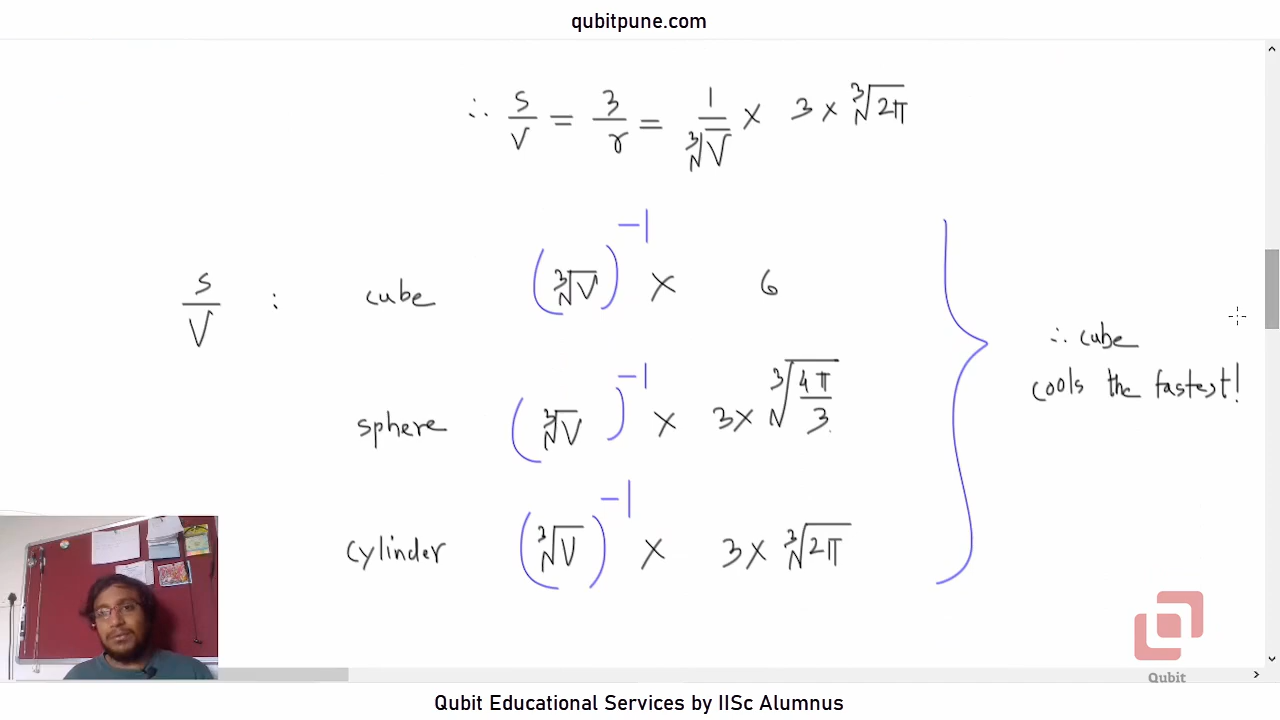 qubitpune.com
∴ S/V = 3/r = 1/∛V × 3 × ∛2π
S/V : cube (∛V)⁻¹ × 6
∴ cube
cools the fastest!
sphere (∛V)⁻¹ × 3 × ∛(4π/3)
cylinder (∛V)⁻¹ × 3 × ∛2π
Qubit
Qubit Educational Services by IISc Alumnus